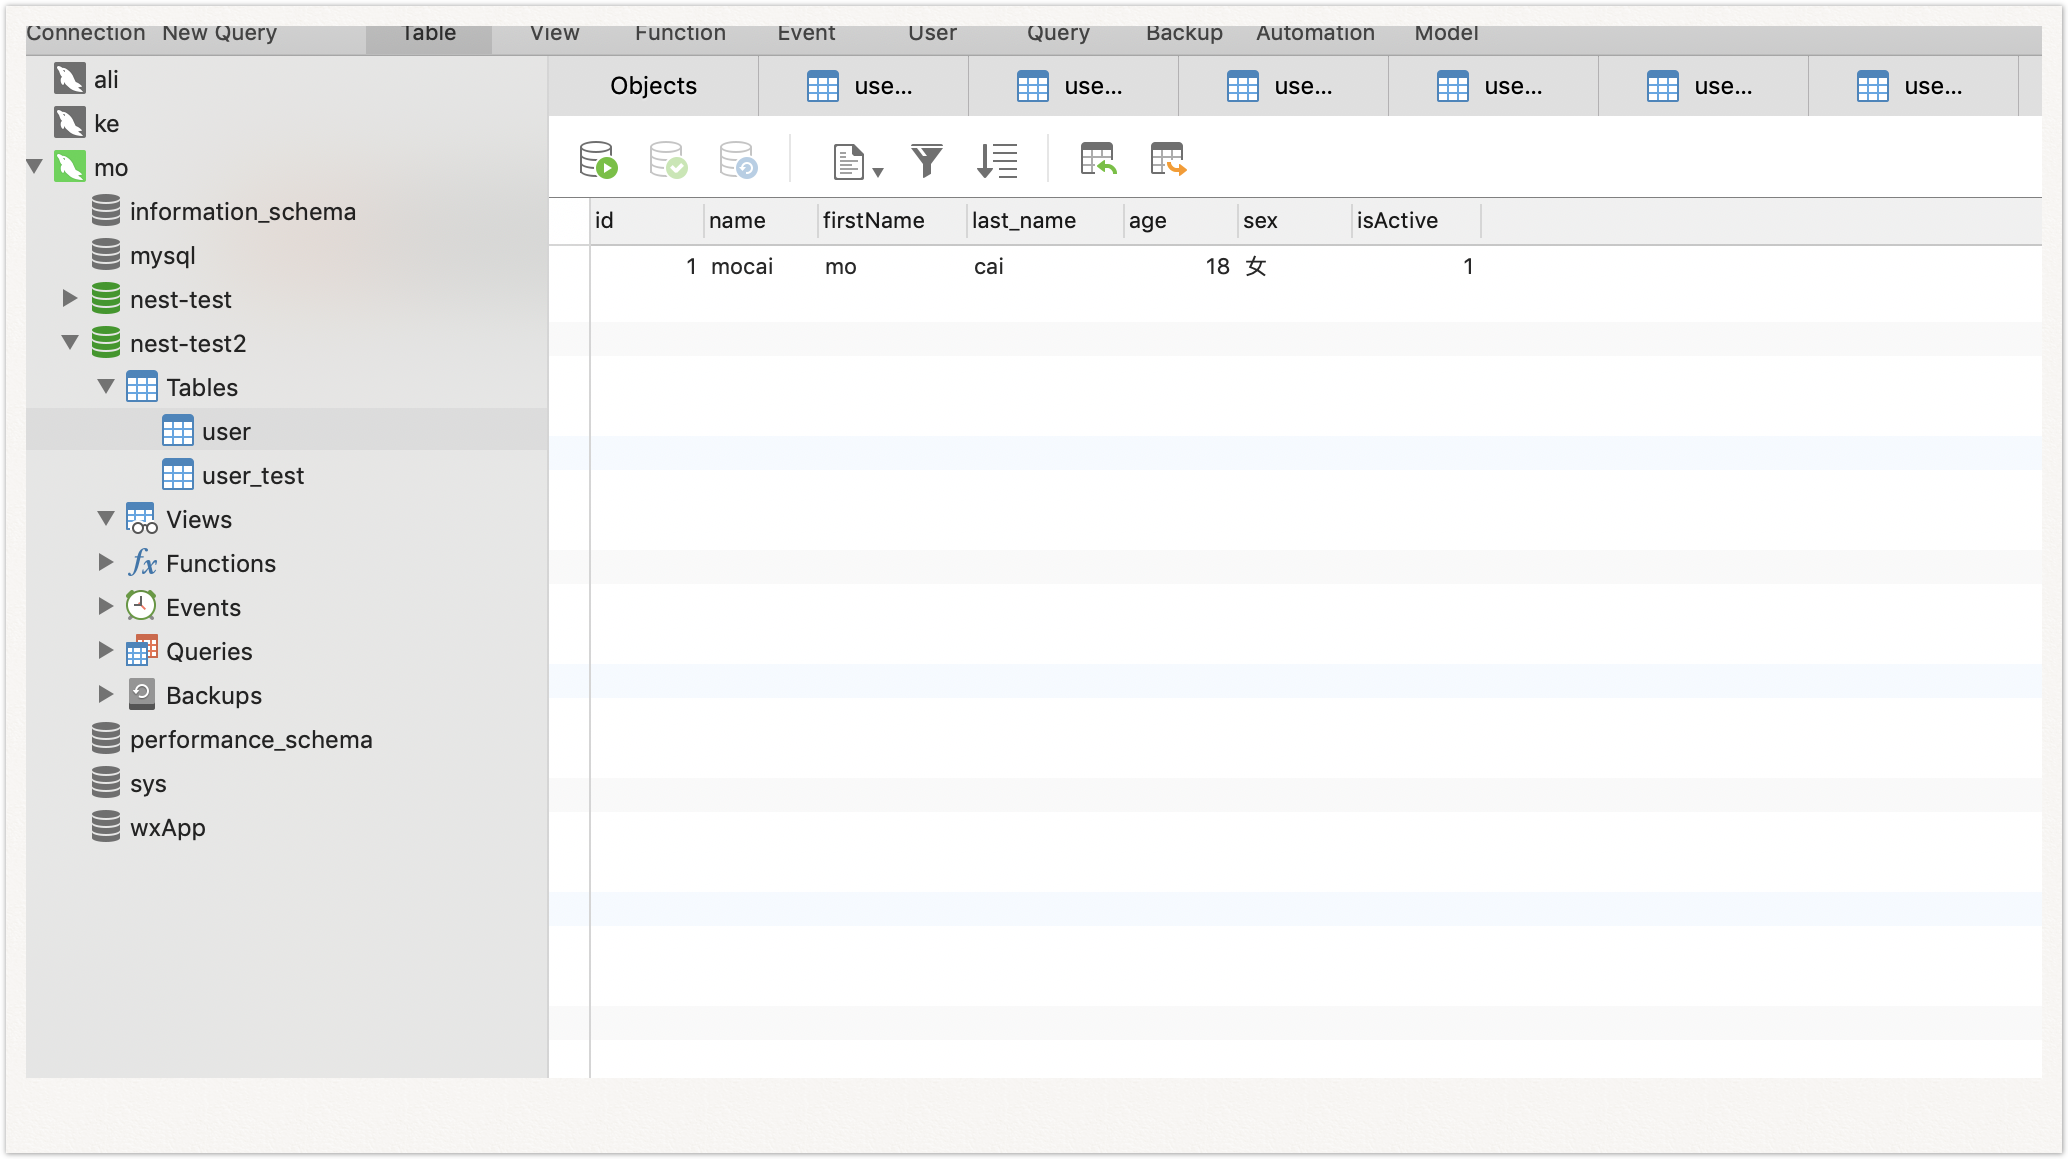 Connection New Query Table View Function Event User Query Backup Automation Model
ali
ke
mo
information_schema
mysql
nest-test
nest-test2
Tables
user
user_test
Views
fx Functions
Events
Queries
Backups
performance_schema
sys
wxApp
Objects use... use... use... use... use... use...
id name firstName last_name age sex isActive
1 mocai mo cai 18 女 1